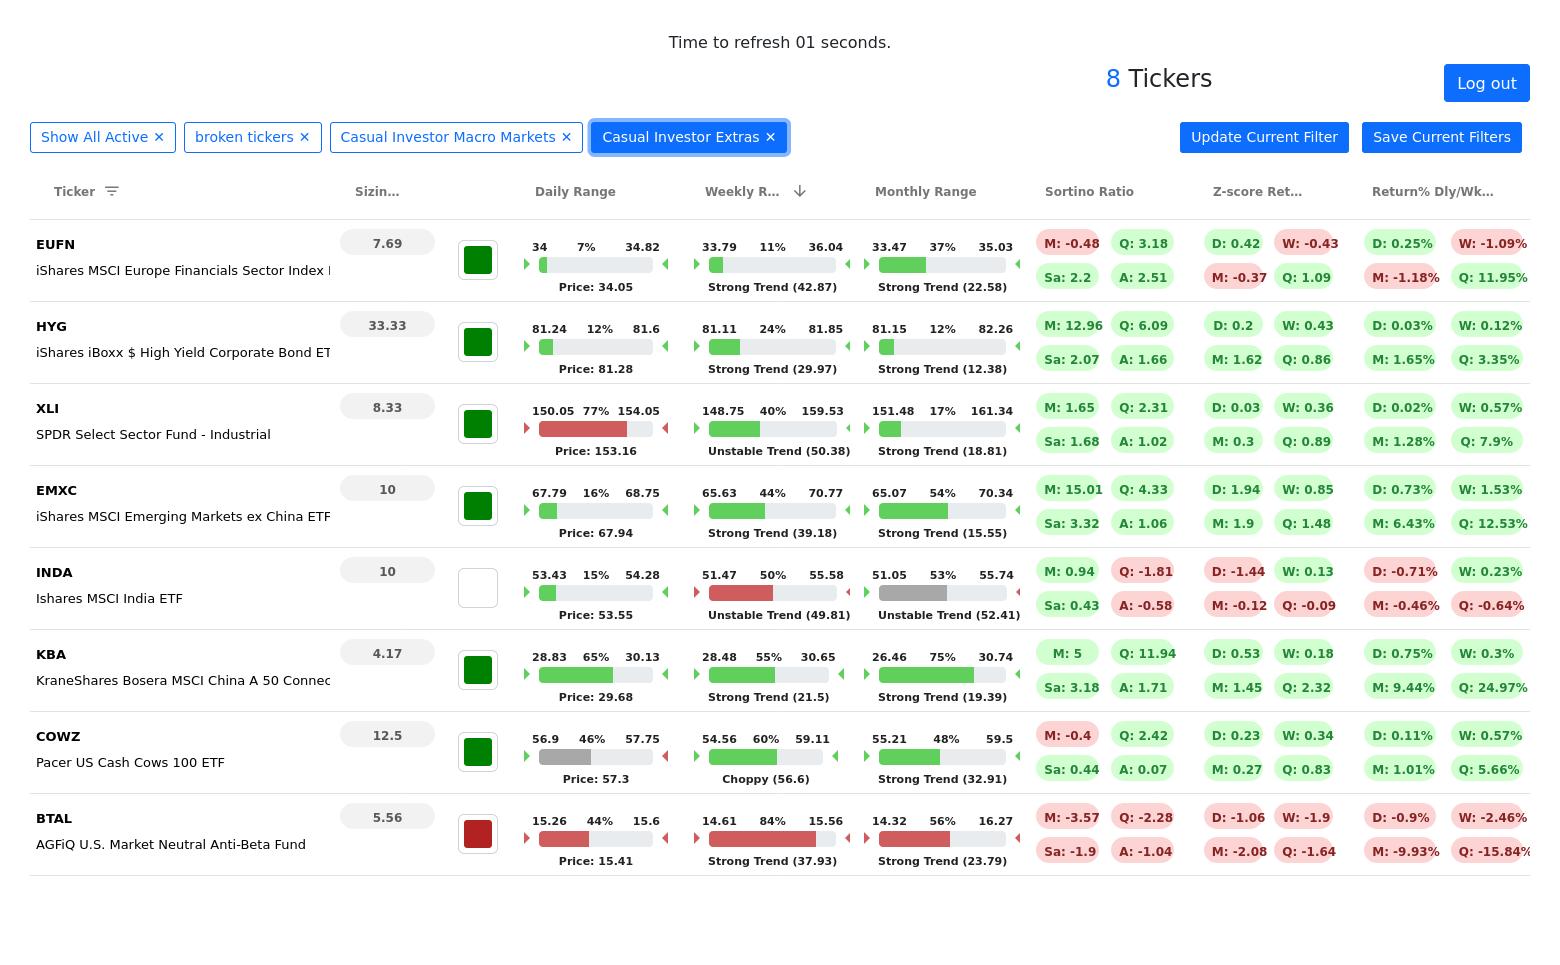 Time to refresh 01 seconds.
8 Tickers
Log out
Show All Active ✕ broken tickers ✕ Casual Investor Macro Markets ✕ Casual Investor Extras ✕ Update Current Filter Save Current Filters
Ticker Sizin... Daily Range Weekly R... Monthly Range Sortino Ratio Z-score Ret... Return% Dly/Wk...
EUFN 7.69 34 7% 34.82 33.79 11% 36.04 33.47 37% 35.03 M: -0.48 Q: 3.18 D: 0.42 W: -0.43 D: 0.25% W: -1.09%
iShares MSCI Europe Financials Sector Index Sa: 2.2 A: 2.51 M: -0.37 Q: 1.09 M: -1.18% Q: 11.95%
Price: 34.05 Strong Trend (42.87) Strong Trend (22.58)
HYG 33.33 81.24 12% 81.6 81.11 24% 81.85 81.15 12% 82.26 M: 12.96 Q: 6.09 D: 0.2 W: 0.43 D: 0.03% W: 0.12%
iShares iBoxx $ High Yield Corporate Bond ET Sa: 2.07 A: 1.66 M: 1.62 Q: 0.86 M: 1.65% Q: 3.35%
Price: 81.28 Strong Trend (29.97) Strong Trend (12.38)
XLI 8.33 150.05 77% 154.05 148.75 40% 159.53 151.48 17% 161.34 M: 1.65 Q: 2.31 D: 0.03 W: 0.36 D: 0.02% W: 0.57%
SPDR Select Sector Fund - Industrial Sa: 1.68 A: 1.02 M: 0.3 Q: 0.89 M: 1.28% Q: 7.9%
Price: 153.16 Unstable Trend (50.38) Strong Trend (18.81)
EMXC 10 67.79 16% 68.75 65.63 44% 70.77 65.07 54% 70.34 M: 15.01 Q: 4.33 D: 1.94 W: 0.85 D: 0.73% W: 1.53%
iShares MSCI Emerging Markets ex China ETF Sa: 3.32 A: 1.06 M: 1.9 Q: 1.48 M: 6.43% Q: 12.53%
Price: 67.94 Strong Trend (39.18) Strong Trend (15.55)
INDA 10 53.43 15% 54.28 51.47 50% 55.58 51.05 53% 55.74 M: 0.94 Q: -1.81 D: -1.44 W: 0.13 D: -0.71% W: 0.23%
Ishares MSCI India ETF Sa: 0.43 A: -0.58 M: -0.12 Q: -0.09 M: -0.46% Q: -0.64%
Price: 53.55 Unstable Trend (49.81) Unstable Trend (52.41)
KBA 4.17 28.83 65% 30.13 28.48 55% 30.65 26.46 75% 30.74 M: 5 Q: 11.94 D: 0.53 W: 0.18 D: 0.75% W: 0.3%
KraneShares Bosera MSCI China A 50 Connec Sa: 3.18 A: 1.71 M: 1.45 Q: 2.32 M: 9.44% Q: 24.97%
Price: 29.68 Strong Trend (21.5) Strong Trend (19.39)
COWZ 12.5 56.9 46% 57.75 54.56 60% 59.11 55.21 48% 59.5 M: -0.4 Q: 2.42 D: 0.23 W: 0.34 D: 0.11% W: 0.57%
Pacer US Cash Cows 100 ETF Sa: 0.44 A: 0.07 M: 0.27 Q: 0.83 M: 1.01% Q: 5.66%
Price: 57.3 Choppy (56.6) Strong Trend (32.91)
BTAL 5.56 15.26 44% 15.6 14.61 84% 15.56 14.32 56% 16.27 M: -3.57 Q: -2.28 D: -1.06 W: -1.9 D: -0.9% W: -2.46%
AGFiQ U.S. Market Neutral Anti-Beta Fund Sa: -1.9 A: -1.04 M: -2.08 Q: -1.64 M: -9.93% Q: -15.84%
Price: 15.41 Strong Trend (37.93) Strong Trend (23.79)